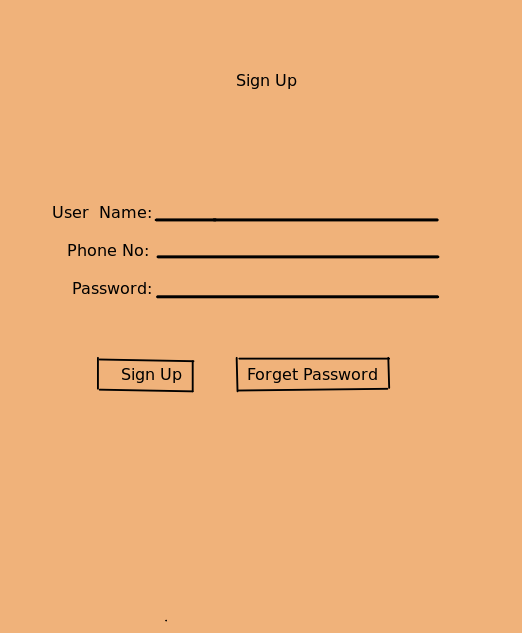 Sign Up
User Name:
Phone No:
Password:
Sign Up Forget Password